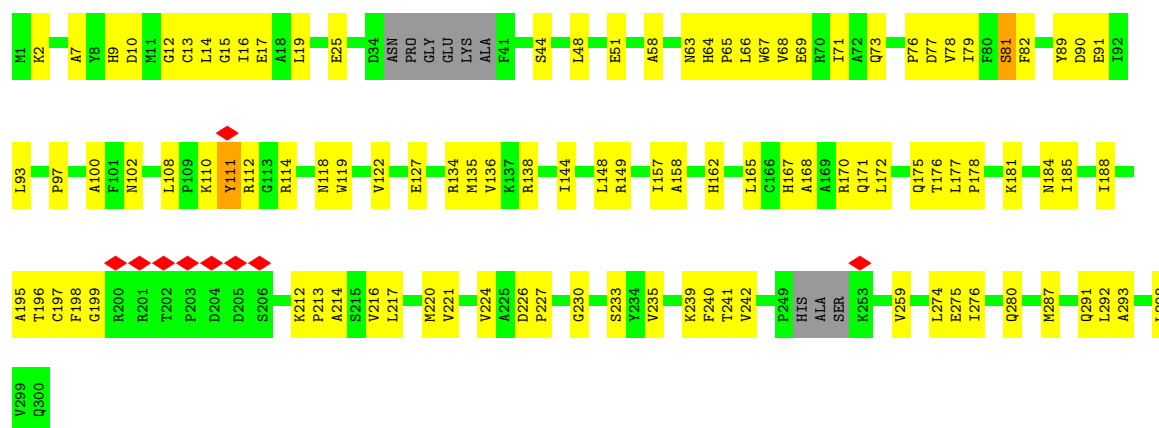 M1 K2 A7 Y8 H9 D10 M11 G12 C13 L14 G15 I16 E17 A18 L19 E25 D34 ASN PRO GLY GLU LYS ALA F41 S44 L48 E51 A58 N63 H64 P65 L66 W67 V68 E69 R70 I71 A72 Q73 P76 D77 V78 I79 F80 S81 F82 Y89 D90 E91 I92
L93 P97 A100 F101 N102 L108 P109 K110 Y111 R112 G113 R114 N118 W119 V122 E127 R134 M135 V136 K137 R138 I144 L148 R149 I157 A158 H162 L165 C166 H167 A168 A169 R170 Q171 L172 Q175 T176 L177 P178 K181 N184 I185 I188
A195 T196 C197 F198 G199 R200 R201 T202 P203 D204 D205 S206 K212 P213 A214 S215 V216 L217 M220 V221 V224 A225 D226 P227 G230 S233 Y234 V235 K239 F240 T241 V242 P249 HIS ALA SER K253 V259 L274 E275 I276 Q280 M287 Q291 L292 A293
V299 Q300